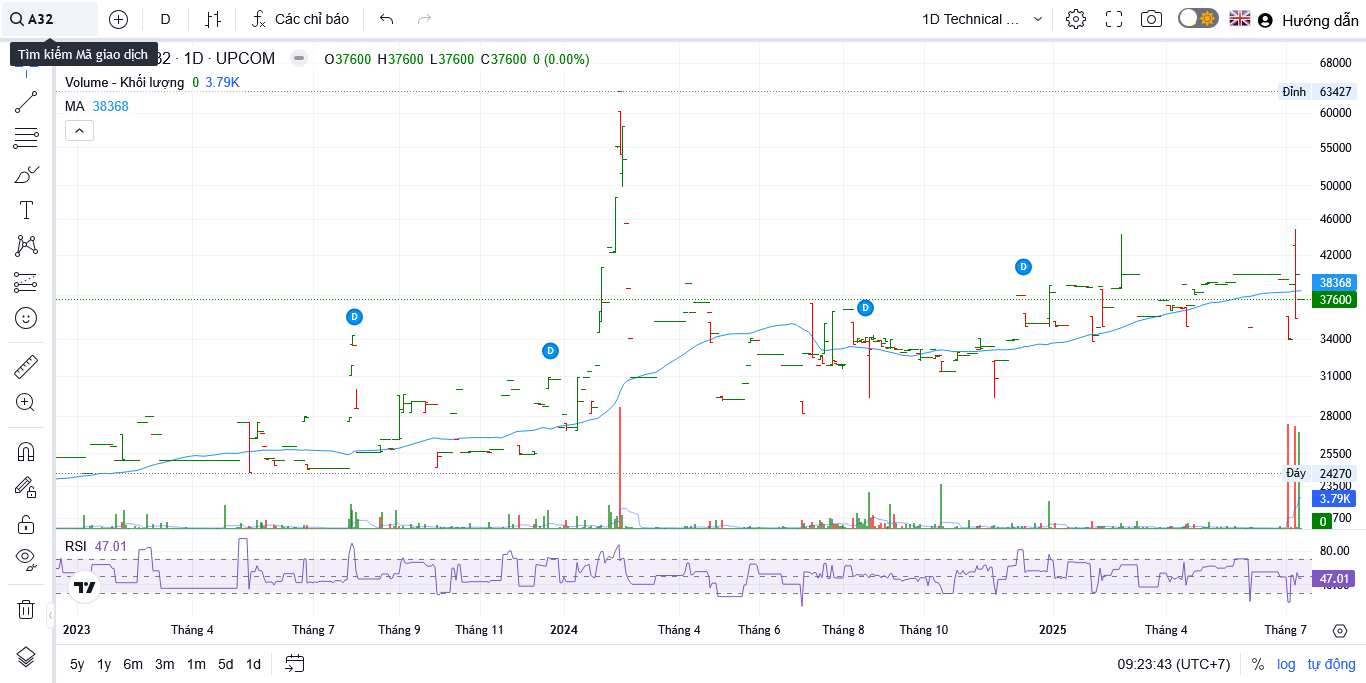 A32
D
Các chỉ báo
1D Technical ...
Hướng dẫn
Tìm kiếm Mã giao dịch
32 · 1D · UPCOM
O37600 H37600 L37600 C37600 0 (0.00%)
Volume - Khối lượng 0 3.79K
MA 38368
68000
Đỉnh 63427
60000
55000
50000
46000
42000
38368
37600
34000
31000
28000
25500
Đáy 24270
23500
3.79K
0
700
D
D
D
D
RSI 47.01
80.00
47.01
2023
Tháng 4
Tháng 7
Tháng 9
Tháng 11
2024
Tháng 4
Tháng 6
Tháng 8
Tháng 10
2025
Tháng 4
Tháng 7
5y 1y 6m 3m 1m 5d 1d
09:23:43 (UTC+7)
% log tự động